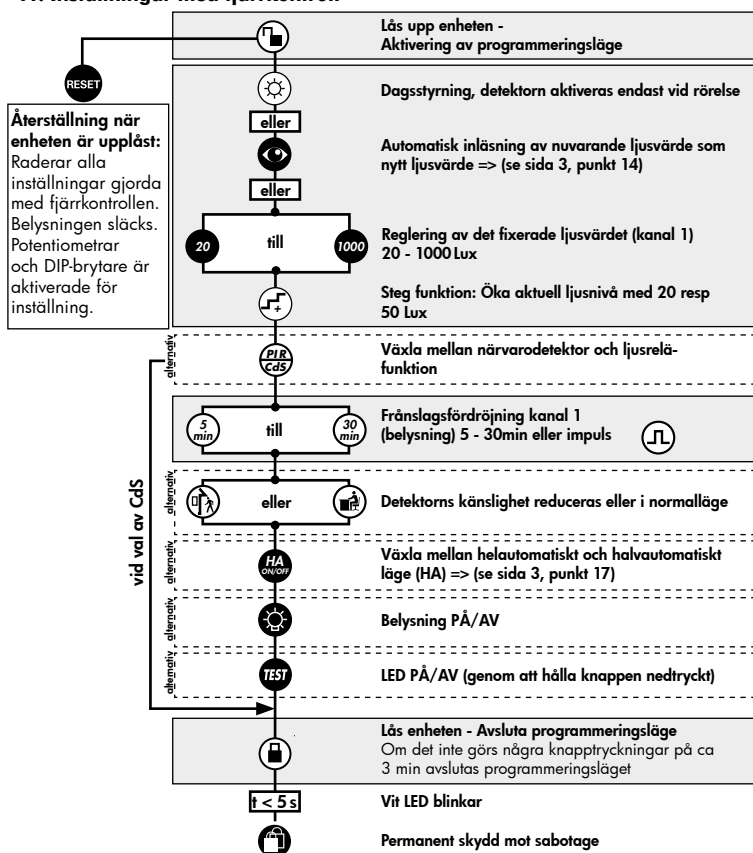 Lås upp enheten -
Aktivering av programmeringsläge
RESET
Återställning när
enheten är upplåst:
Raderar alla
inställningar gjorda
med fjärrkontrollen.
Belysningen släcks.
Potentiometrar
och DIP-brytare är
aktiverade för
inställning.
Dagsstyrning, detektorn aktiveras endast vid rörelse
eller
Automatisk inläsning av nuvarande ljusvärde som
nytt ljusvärde => (se sida 3, punkt 14)
eller
20
till
1000
Reglering av det fixerade ljusvärdet (kanal 1)
20 - 1000 Lux
Steg funktion: Öka aktuell ljusnivå med 20 resp
50 Lux
alternativ
PIR
CdS
Växla mellan närvarodetektor och ljusrelä-
funktion
5
min
till
30
min
Frånslagsfördröjning kanal 1
(belysning) 5 - 30min eller impuls
vid val av CdS
alternativ
eller
Detektorns känslighet reduceras eller i normalläge
alternativ
HA
ON/OFF
Växla mellan helautomatiskt och halvautomatiskt
läge (HA) => (se sida 3, punkt 17)
alternativ
Belysning PÅ/AV
alternativ
TEST
LED PÅ/AV (genom att hålla knappen nedtryckt)
Lås enheten - Avsluta programmeringsläge
Om det inte görs några knapptryckningar på ca
3 min avslutas programmeringsläget
t < 5 s
Vit LED blinkar
Permanent skydd mot sabotage